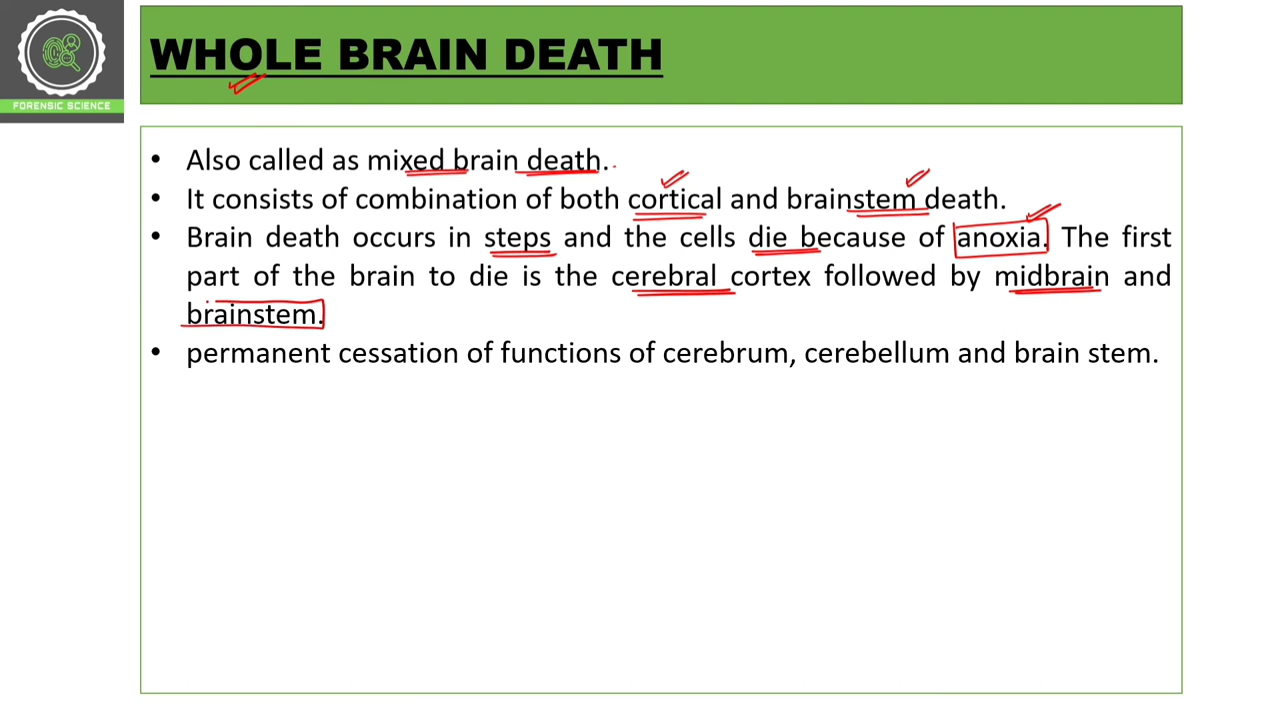 WHOLE BRAIN DEATH
FORENSIC SCIENCE
• Also called as mixed brain death.
• It consists of combination of both cortical and brainstem death.
• Brain death occurs in steps and the cells die because of anoxia. The first
part of the brain to die is the cerebral cortex followed by midbrain and
brainstem.
• permanent cessation of functions of cerebrum, cerebellum and brain stem.